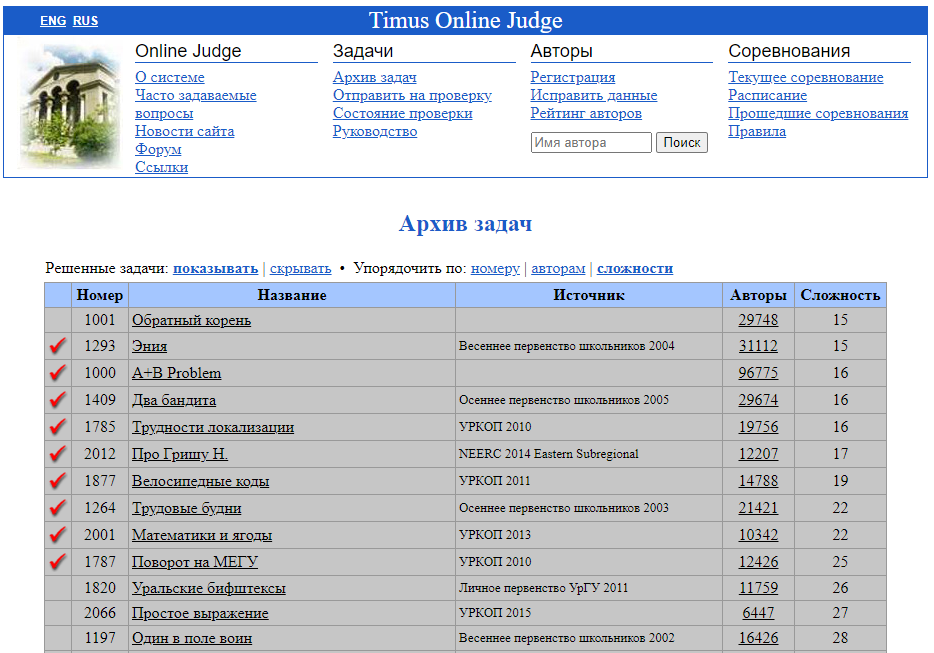 ENG RUS
Timus Online Judge
Online Judge
О системе
Часто задаваемые
вопросы
Новости сайта
Форум
Ссылки
Задачи
Архив задач
Отправить на проверку
Состояние проверки
Руководство
Авторы
Регистрация
Исправить данные
Рейтинг авторов
Имя автора Поиск
Соревнования
Текущее соревнование
Расписание
Прошедшие соревнования
Правила
Архив задач
Решенные задачи: показывать | скрывать • Упорядочить по: номеру | авторам | сложности
Номер Название Источник Авторы Сложность
1001 Обратный корень 29748 15
1293 Эния Весеннее первенство школьников 2004 31112 15
1000 A+B Problem 96775 16
1409 Два бандита Осеннее первенство школьников 2005 29674 16
1785 Трудности локализации УРКОП 2010 19756 16
2012 Про Гришу Н. NEERC 2014 Eastern Subregional 12207 17
1877 Велосипедные коды УРКОП 2011 14788 19
1264 Трудовые будни Осеннее первенство школьников 2003 21421 22
2001 Математики и ягоды УРКОП 2013 10342 22
1787 Поворот на МЕГУ УРКОП 2010 12426 25
1820 Уральские бифштексы Личное первенство УрГУ 2011 11759 26
2066 Простое выражение УРКОП 2015 6447 27
1197 Один в поле воин Весеннее первенство школьников 2002 16426 28